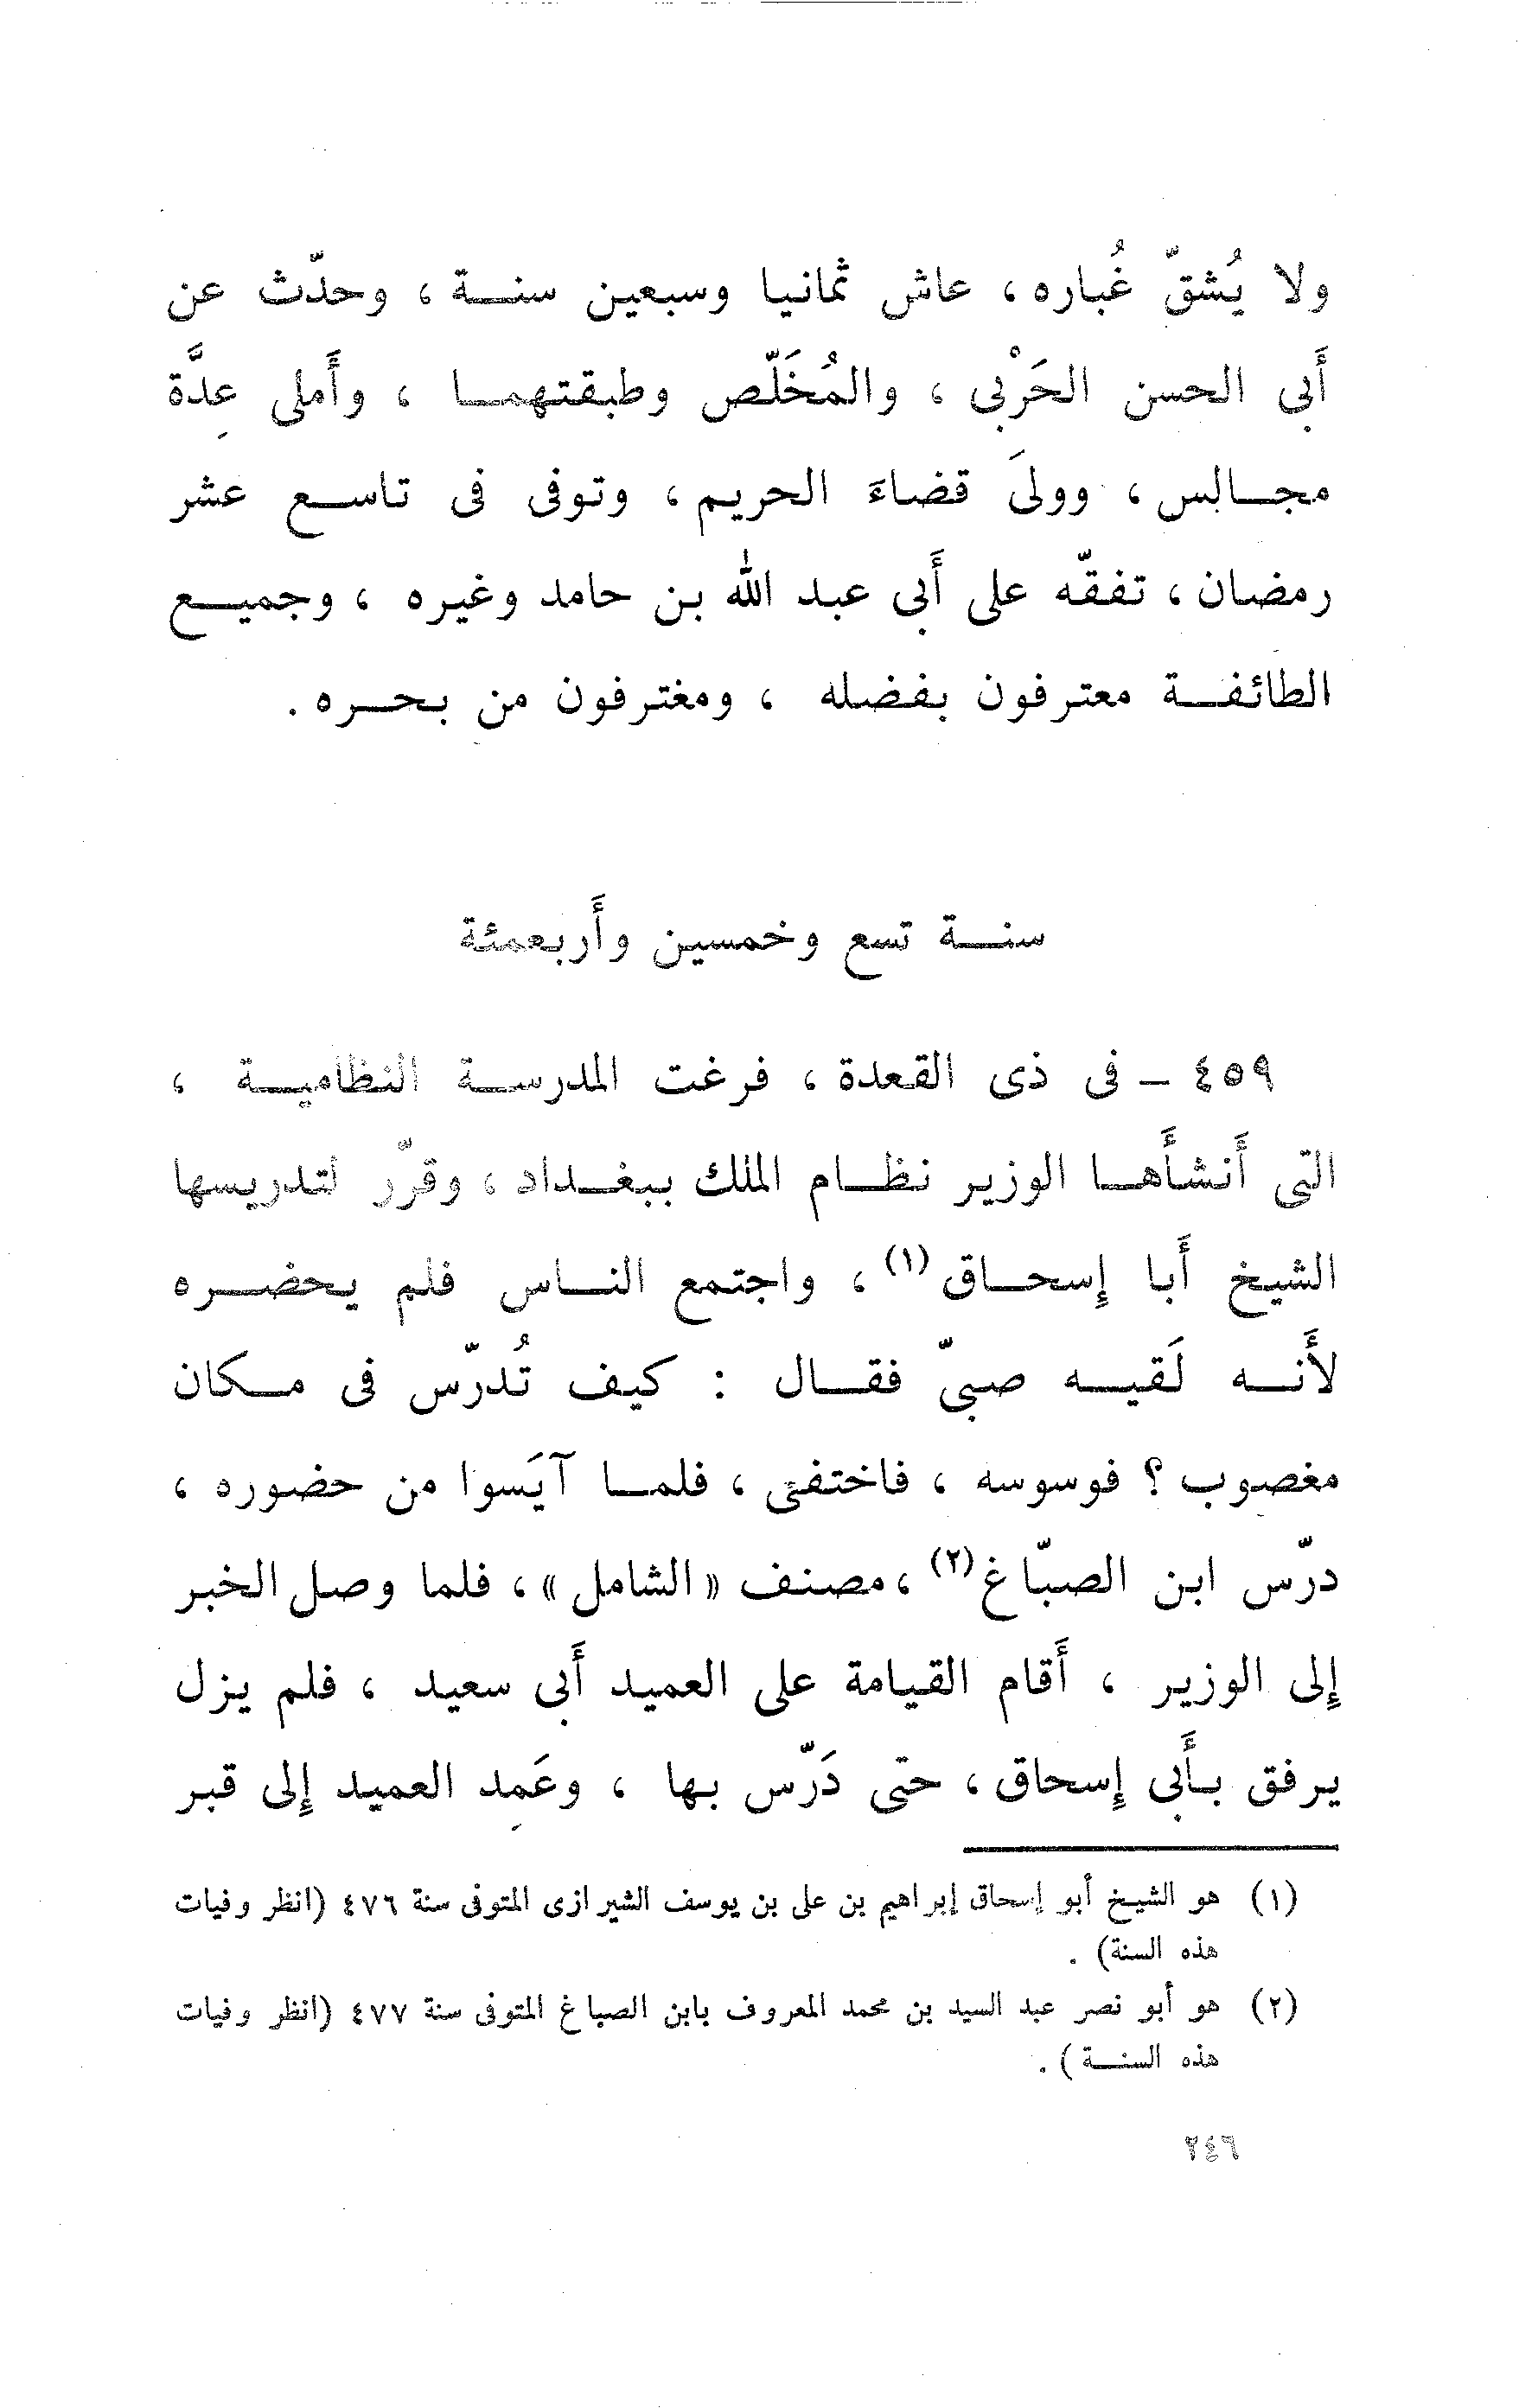 ولا يُشقّ غُباره ، عاش ثمانيا وسبعين سنة ، وحدّث عن
أَبى الحسن الحَرْبى ، والمُخَلّص وطبقتهما ، وأَملى عِدَّة
مجالس ، وولىَ قضاءَ الحريم ، وتوفى فى تاسع عشر
رمضان ، تفقّه على أَبى عبد الله بن حامد وغيره ، وجميع
الطائفة معترفون بفضله ، ومغترفون من بحره .
سنة تسع وخمسين وأَربعمئة
٤٥٩ – فى ذى القعدة ، فرغت المدرسة النظامية ،
التى أَنشأَها الوزير نظام الملك ببغداد ، وقرّر لتدريسها
الشيخ أَبا إسحاق (١) ، واجتمع الناس فلم يحضره
لأَنه لَقيه صبىّ فقال : كيف تُدرّس فى مكان
مغصوب ؟ فوسوسه ، فاختفى ، فلما آيَسوا من حضوره ،
درّس ابن الصبّاغ (٢) ، مصنف « الشامل » ، فلما وصل الخبر
إلى الوزير ، أَقام القيامة على العميد أَبى سعيد ، فلم يزل
يرفق بأَبى إسحاق ، حتى دَرّس بها ، وعَمِد العميد إلى قبر
(١) هو الشيخ أبو إسحاق إبراهيم بن على بن يوسف الشيرازى المتوفى سنة ٤٧٦ (انظر وفيات
هذه السنة) .
(٢) هو أبو نصر عبد السيد بن محمد المعروف بابن الصباغ المتوفى سنة ٤٧٧ (انظر وفيات
هذه السنة ) .
٢٤٦